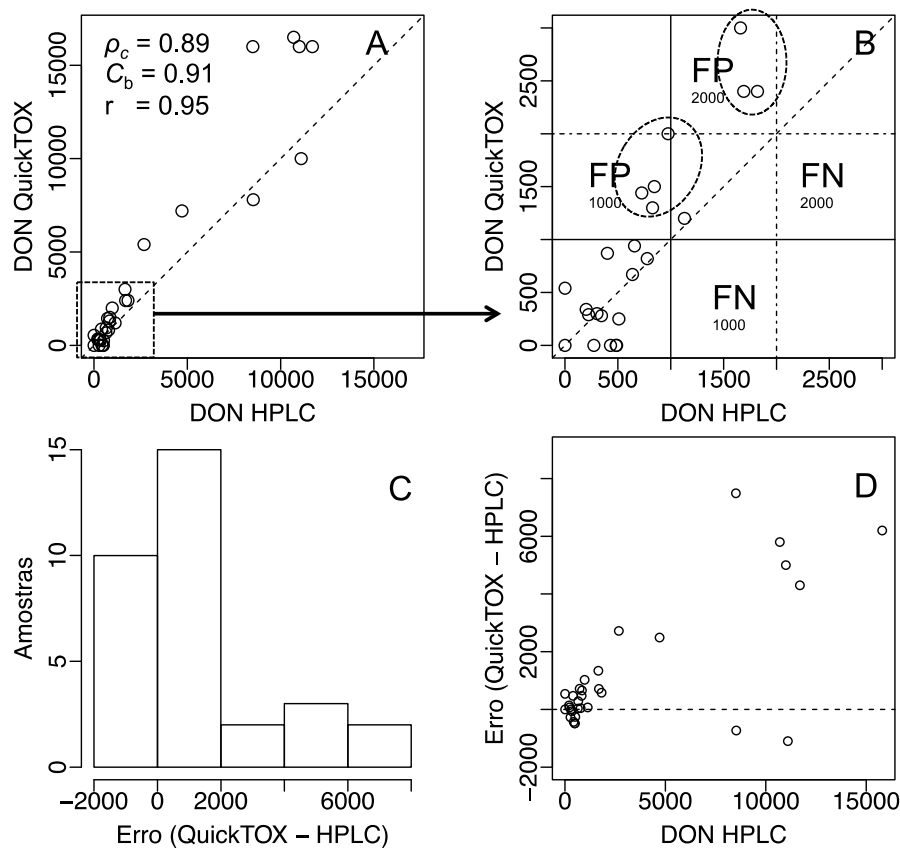 A
ρc = 0.89
Cb = 0.91
r = 0.95
DON QuickTOX
0
5000
10000
15000
0
5000
10000
15000
DON HPLC
B
FP
2000
FP
1000
FN
2000
FN
1000
DON QuickTOX
0
500
1500
2500
0
500
1500
2500
DON HPLC
C
Amostras
0
5
10
15
−2000
0
2000
6000
Erro (QuickTOX − HPLC)
D
Erro (QuickTOX − HPLC)
−2000
2000
6000
0
5000
10000
15000
DON HPLC